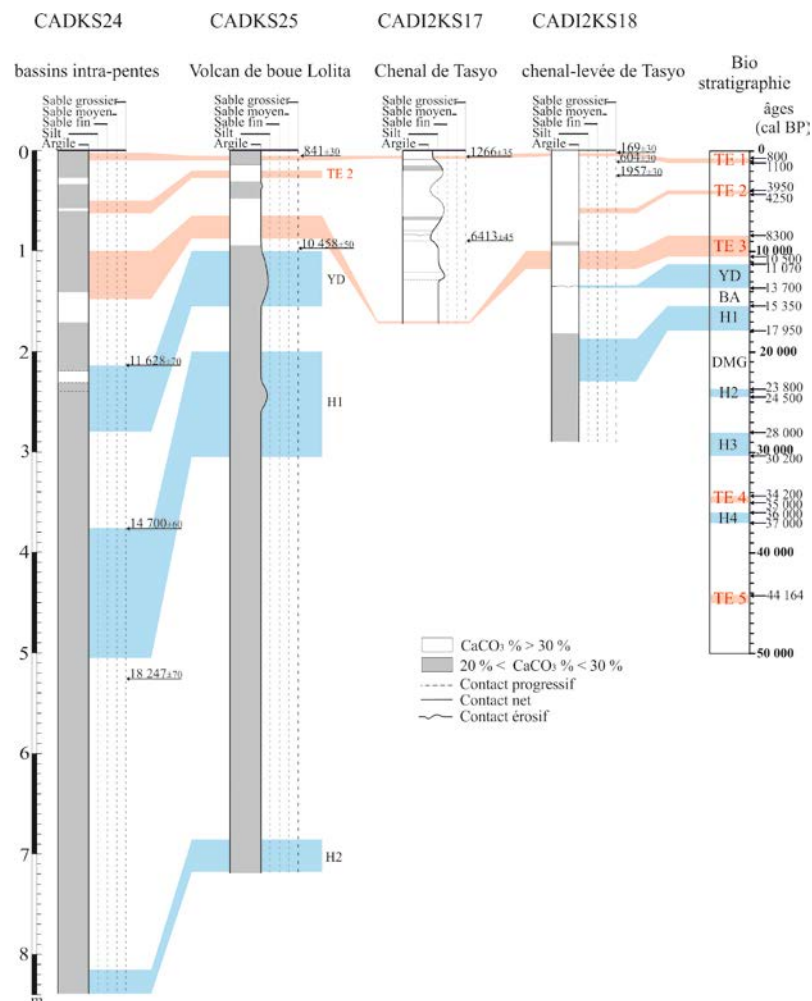 CADKS24
CADKS25
CADI2KS17
CADI2KS18
bassins intra-pentes
Volcan de boue Lolita
Chenal de Tasyo
chenal-levée de Tasyo
Bio
stratigraphie
âges
(cal BP)
Sable grossier
Sable moyen
Sable fin
Silt
Argile
Sable grossier
Sable moyen
Sable fin
Silt
Argile
Sable grossier
Sable moyen
Sable fin
Silt
Argile
Sable grossier
Sable moyen
Sable fin
Silt
Argile
0
1
2
3
4
5
6
7
8
m
11 628±70
14 700±60
18 247±70
841±30
TE 2
10 458±50
YD
H1
H2
1266±35
6413±45
169±30
604±30
1957±30
TE 1
TE 2
TE 3
YD
BA
H1
DMG
H2
H3
TE 4
H4
TE 5
0
800
1100
3950
4250
8300
10 000
10 500
11 070
13 700
15 350
17 950
20 000
23 800
24 500
28 000
30 000
30 200
34 200
35 000
36 000
37 000
40 000
44 164
50 000
CaCO3 % > 30 %
20 % < CaCO3 % < 30 %
Contact progressif
Contact net
Contact érosif